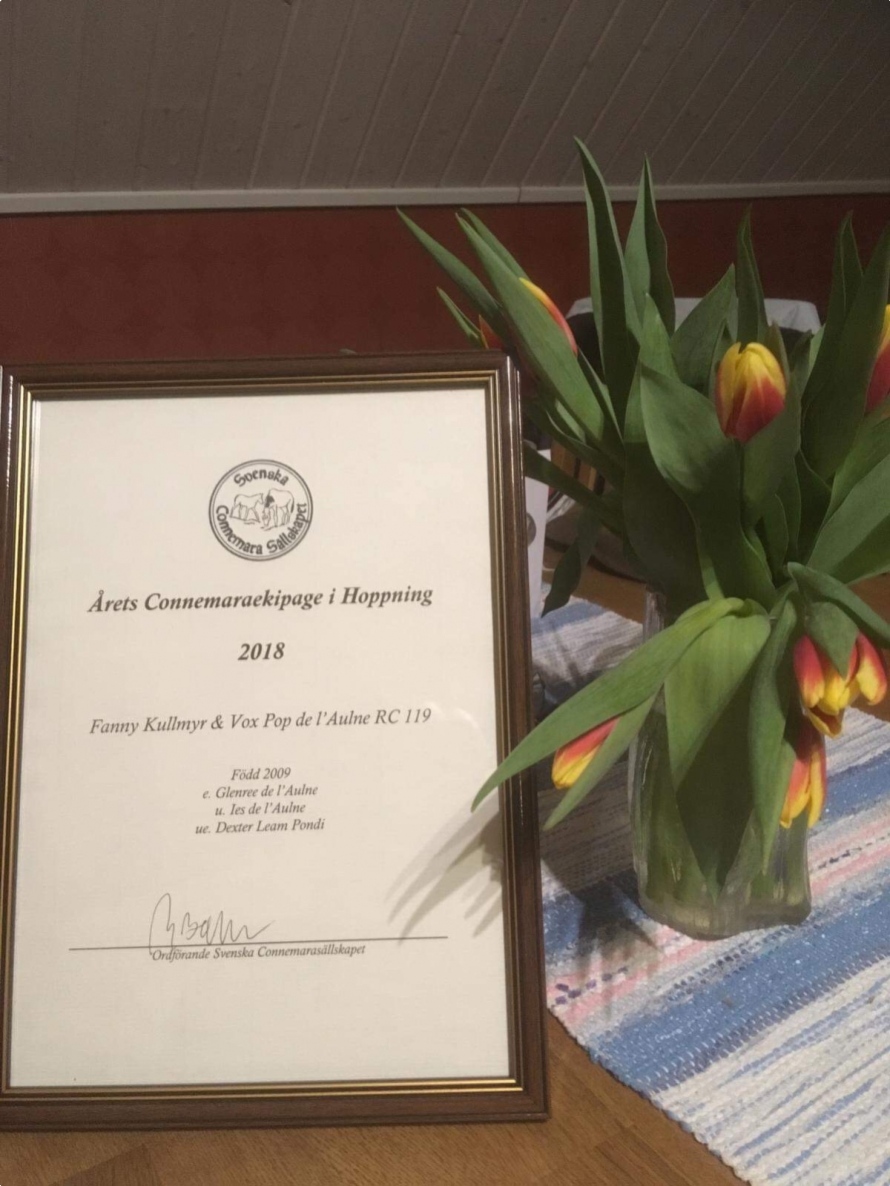 Svenska
Connemara Sällskapet
Årets Connemaraekipage i Hoppning
2018
Fanny Kullmyr & Vox Pop de l'Aulne RC 119
Född 2009
e. Glenree de l'Aulne
u. Ies de l'Aulne
ue. Dexter Leam Pondi
Ordförande Svenska Connemarasällskapet